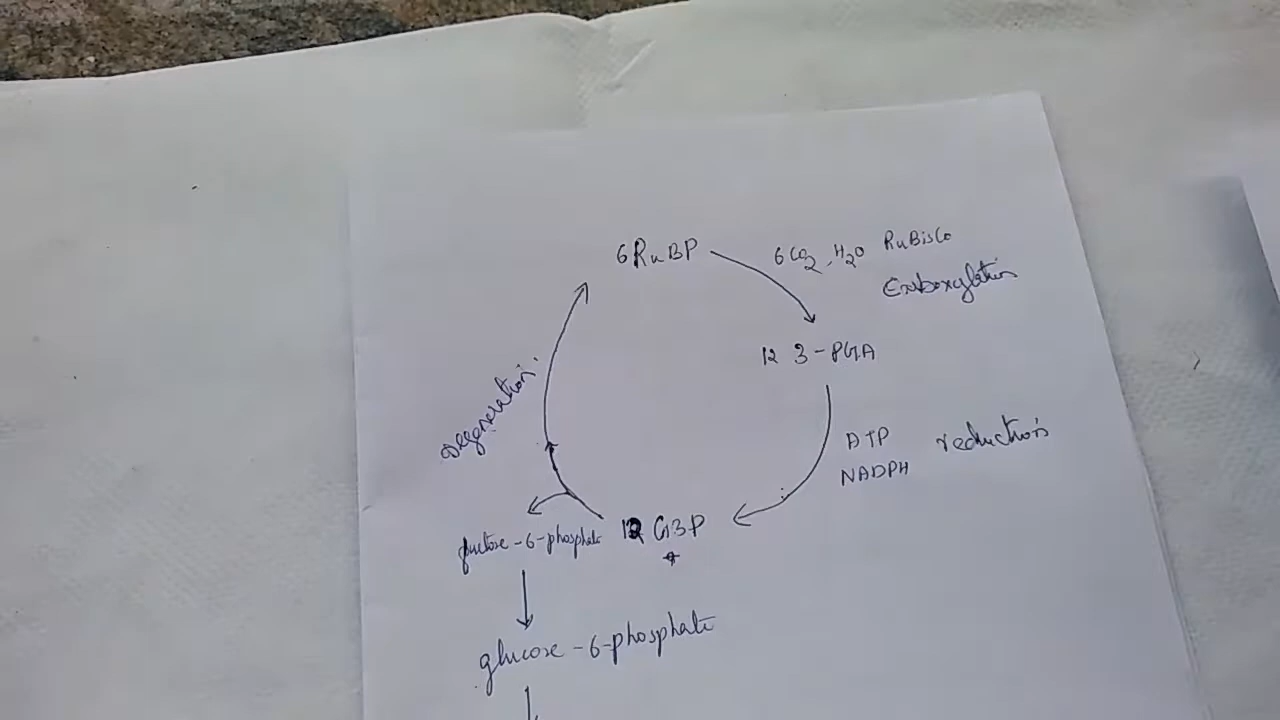 6RuBP
6CO2, H2O RuBisCo
Carboxylation
12 3-PGA
ATP
NADPH
reduction
regeneration.
fructose-6-phosphate
12 G3P
*
glucose-6-phosphate